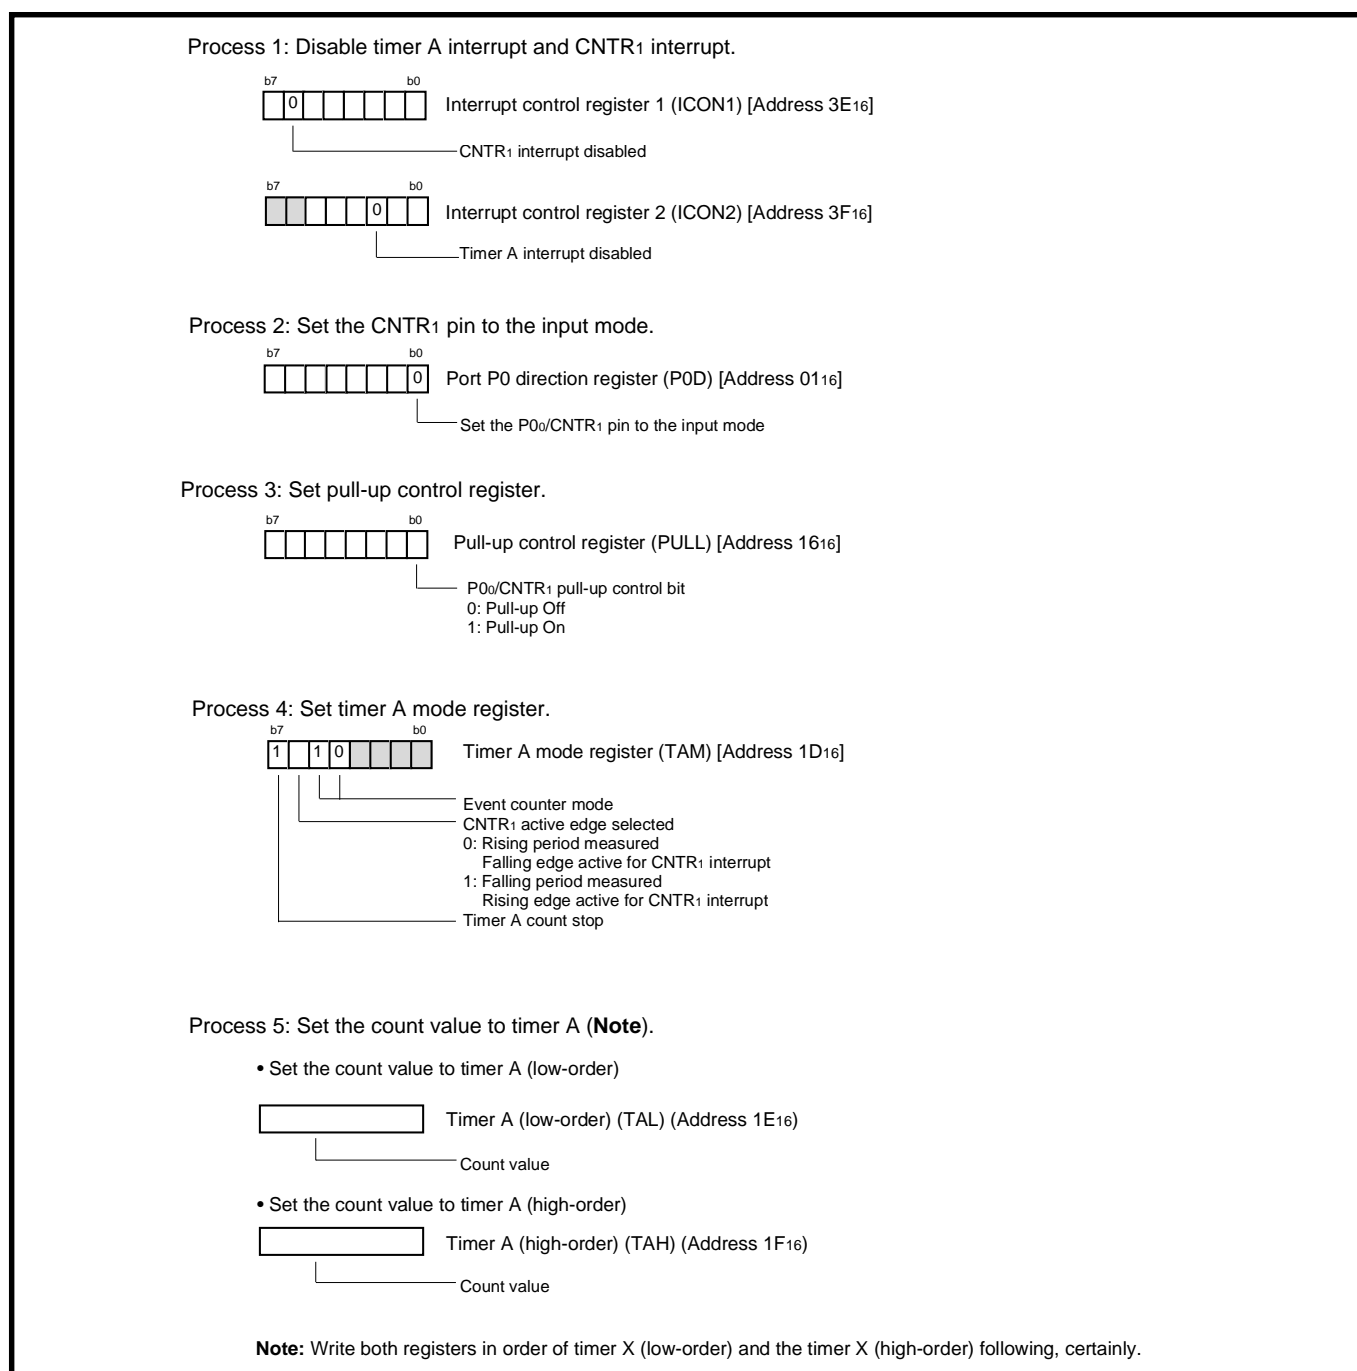 Process 1: Disable timer A interrupt and CNTR1 interrupt.
b7 b0
0 Interrupt control register 1 (ICON1) [Address 3E16]
CNTR1 interrupt disabled
b7 b0
0 Interrupt control register 2 (ICON2) [Address 3F16]
Timer A interrupt disabled
Process 2: Set the CNTR1 pin to the input mode.
b7 b0
0 Port P0 direction register (P0D) [Address 0116]
Set the P00/CNTR1 pin to the input mode
Process 3: Set pull-up control register.
b7 b0
Pull-up control register (PULL) [Address 1616]
P00/CNTR1 pull-up control bit
0: Pull-up Off
1: Pull-up On
Process 4: Set timer A mode register.
b7 b0
1 1 0 Timer A mode register (TAM) [Address 1D16]
Event counter mode
CNTR1 active edge selected
0: Rising period measured
Falling edge active for CNTR1 interrupt
1: Falling period measured
Rising edge active for CNTR1 interrupt
Timer A count stop
Process 5: Set the count value to timer A (Note).
• Set the count value to timer A (low-order)
Timer A (low-order) (TAL) (Address 1E16)
Count value
• Set the count value to timer A (high-order)
Timer A (high-order) (TAH) (Address 1F16)
Count value
Note: Write both registers in order of timer X (low-order) and the timer X (high-order) following, certainly.